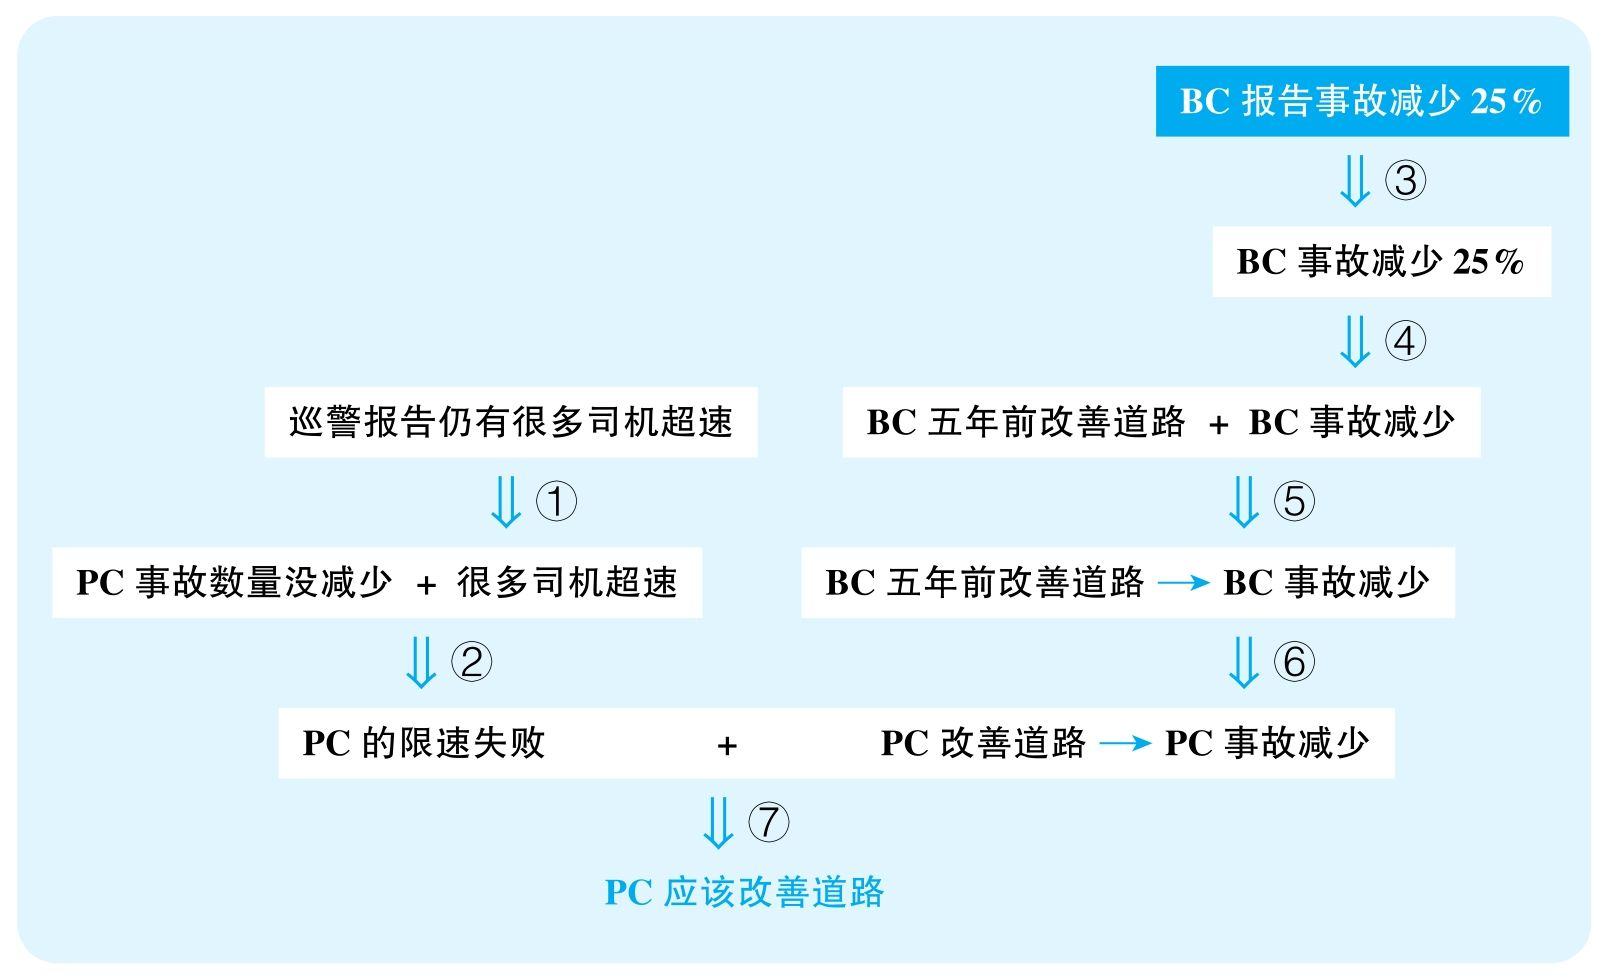 BC 报告事故减少 25%
③
BC 事故减少 25%
④
巡警报告仍有很多司机超速
BC 五年前改善道路 + BC 事故减少
①
⑤
PC 事故数量没减少 + 很多司机超速
BC 五年前改善道路 → BC 事故减少
②
⑥
PC 的限速失败 + PC 改善道路 → PC 事故减少
⑦
PC 应该改善道路